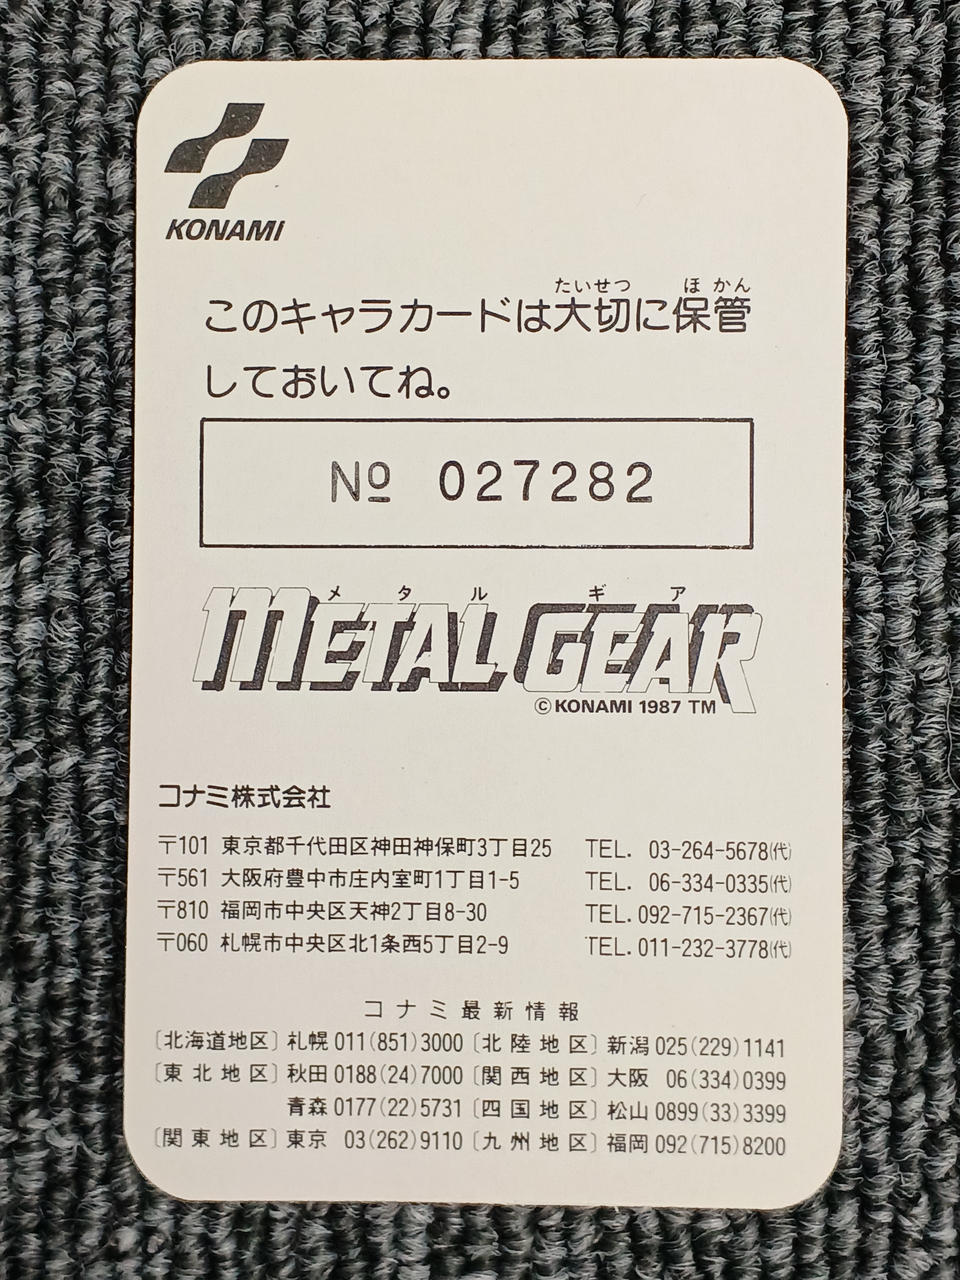 KONAMI
たいせつ ほかん
このキャラカードは大切に保管
しておいてね。
№ 027282
メタルギア
METAL GEAR
©KONAMI 1987 TM
コナミ株式会社
〒101 東京都千代田区神田神保町3丁目25 TEL. 03-264-5678(代)
〒561 大阪府豊中市庄内宝町1丁目1-5 TEL. 06-334-0335(代)
〒810 福岡市中央区天神2丁目8-30 TEL. 092-715-2367(代)
〒060 札幌市中央区北1条西5丁目2-9 TEL. 011-232-3778(代)
コナミ最新情報
〔北海道地区〕札幌 011(851)3000 〔北陸地区〕新潟 025(229)1141
〔東北地区〕秋田 0188(24)7000 〔関西地区〕大阪 06(334)0399
青森 0177(22)5731 〔四国地区〕松山 0899(33)3399
〔関東地区〕東京 03(262)9110 〔九州地区〕福岡 092(715)8200